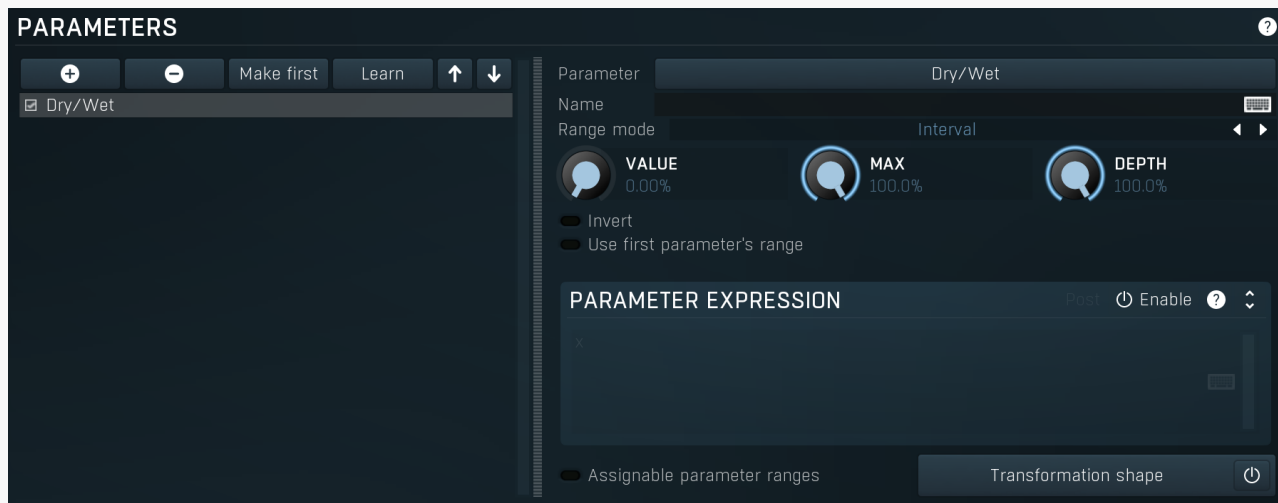 PARAMETERS
?
Make first Learn
Dry/Wet
Parameter Dry/Wet
Name
Range mode Interval
VALUE MAX DEPTH
0.00% 100.0% 100.0%
Invert
Use first parameter's range
PARAMETER EXPRESSION Post Enable ?
x
Assignable parameter ranges Transformation shape